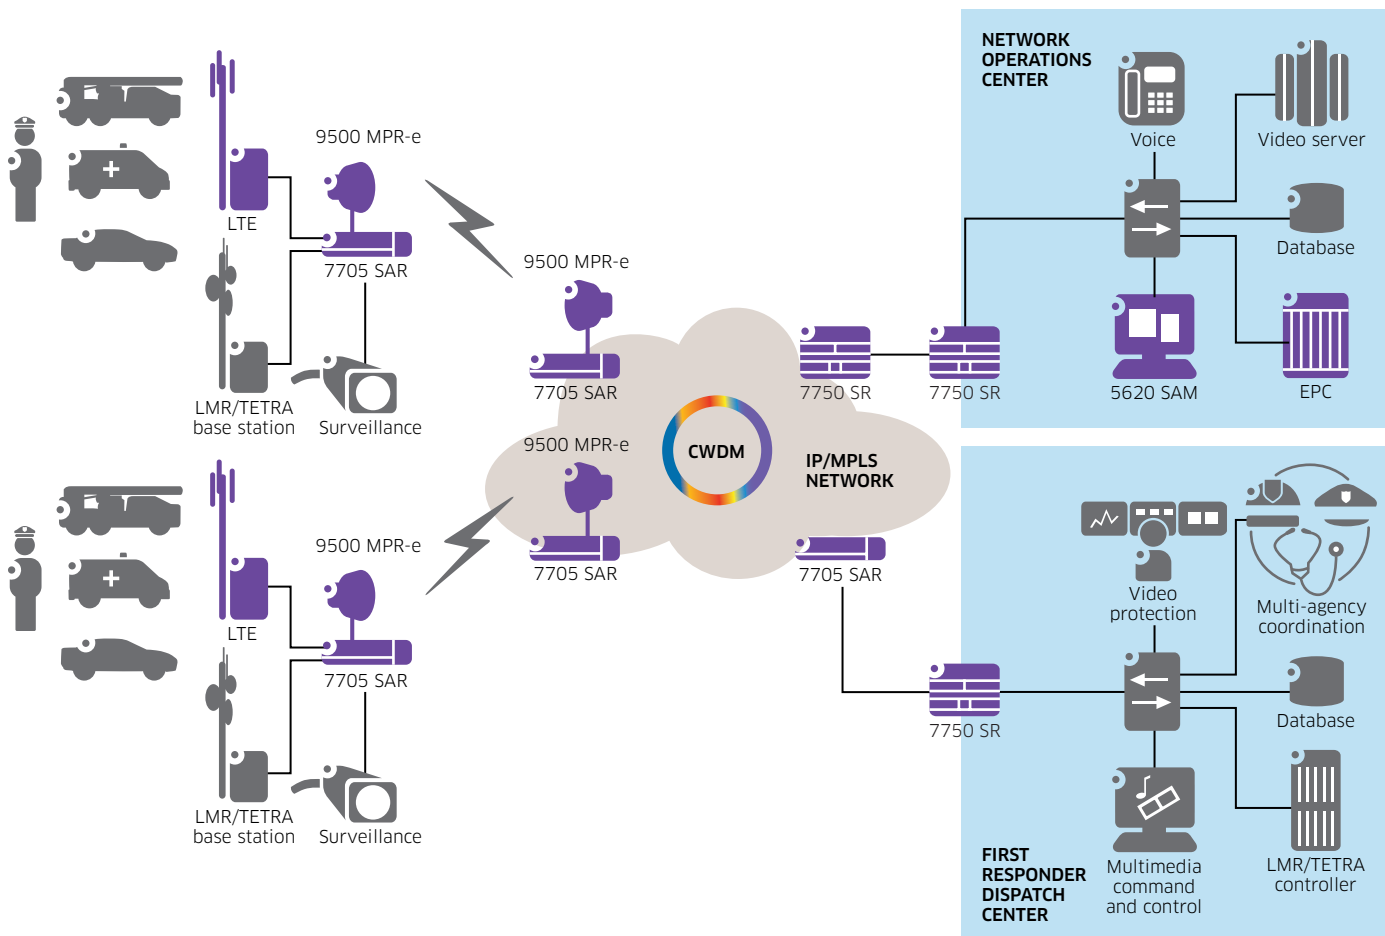 NETWORK
OPERATIONS
CENTER
Voice
Video server
Database
5620 SAM
EPC
9500 MPR-e
LTE
7705 SAR
LMR/TETRA
base station
Surveillance
9500 MPR-e
7705 SAR
7750 SR
7750 SR
CWDM
IP/MPLS
NETWORK
9500 MPR-e
7705 SAR
7705 SAR
9500 MPR-e
LTE
7705 SAR
LMR/TETRA
base station
Surveillance
7750 SR
Video
protection
Multi-agency
coordination
Database
Multimedia
command
and control
LMR/TETRA
controller
FIRST
RESPONDER
DISPATCH
CENTER